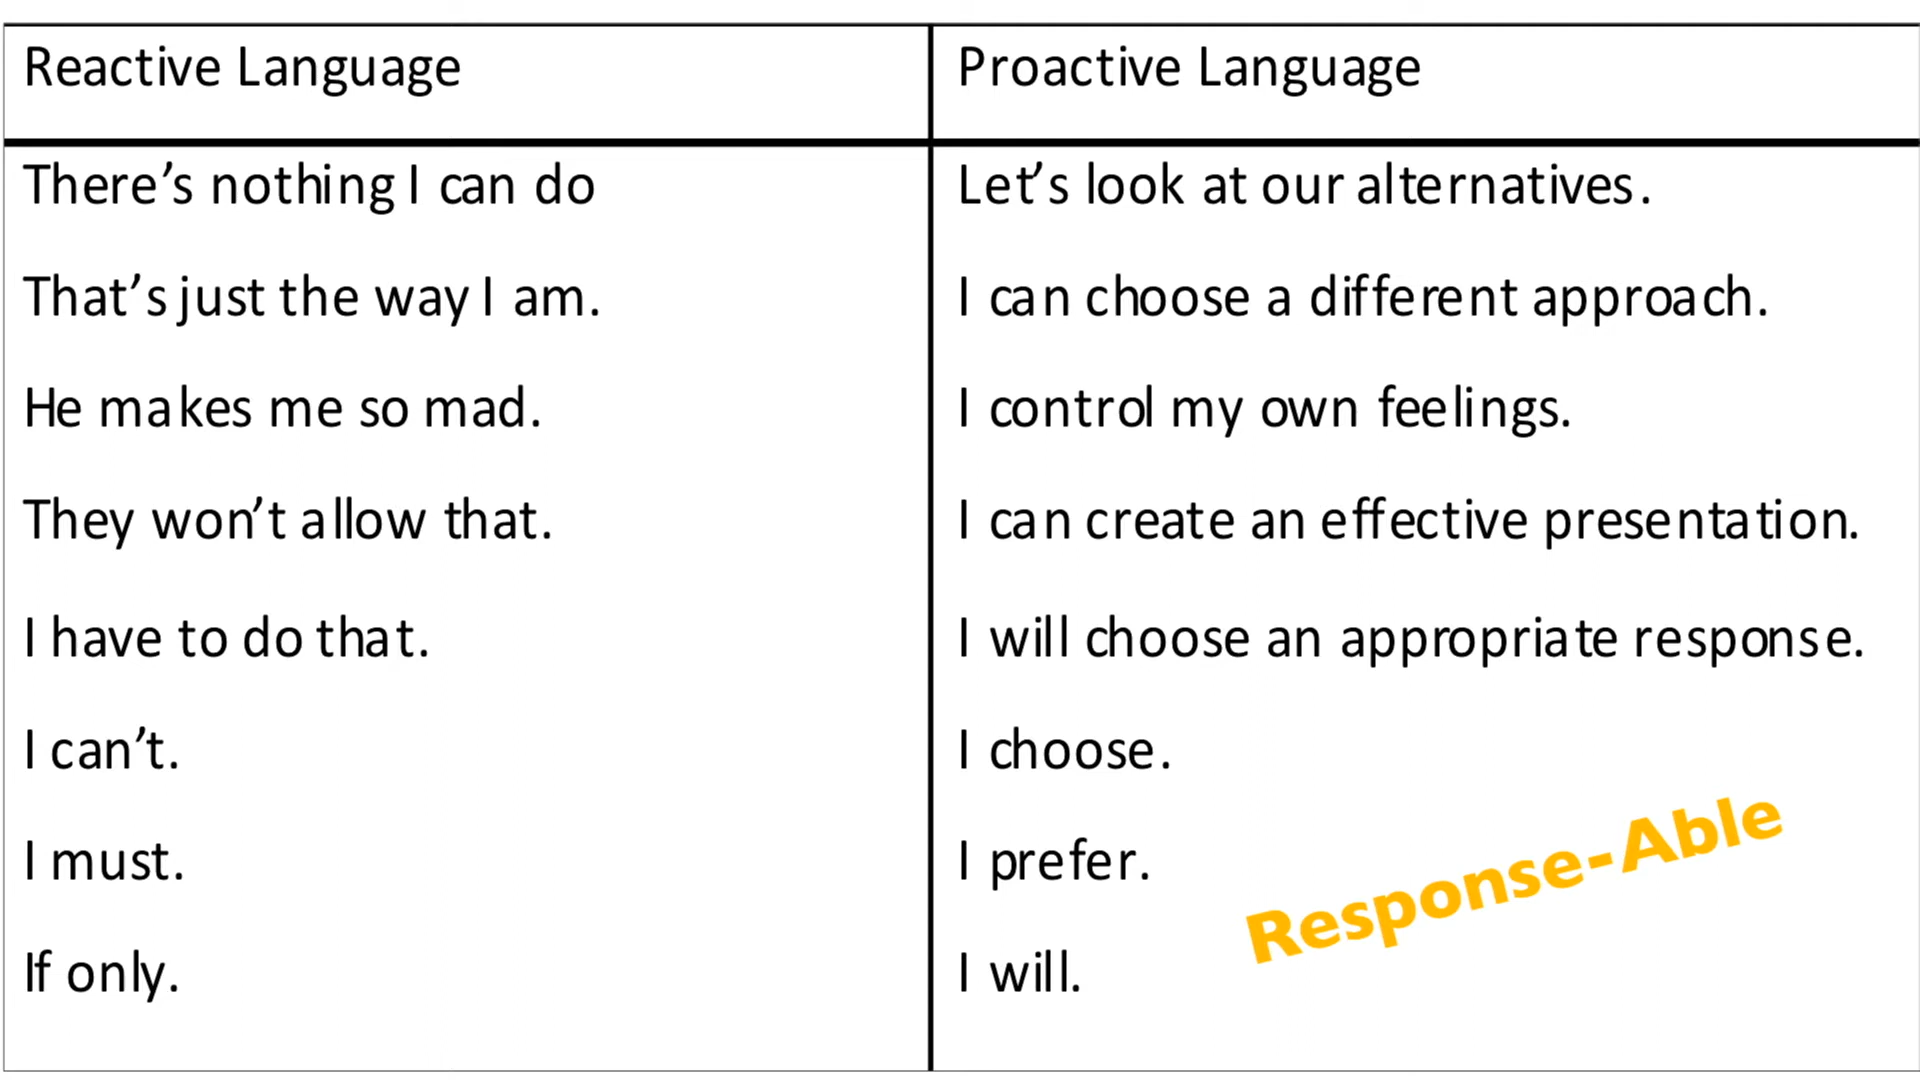 Reactive Language
Proactive Language
There's nothing I can do
Let's look at our alternatives.
That's just the way I am.
I can choose a different approach.
He makes me so mad.
I control my own feelings.
They won't allow that.
I can create an effective presentation.
I have to do that.
I will choose an appropriate response.
I can't.
I choose.
I must.
I prefer.
If only.
I will.
Response-Able